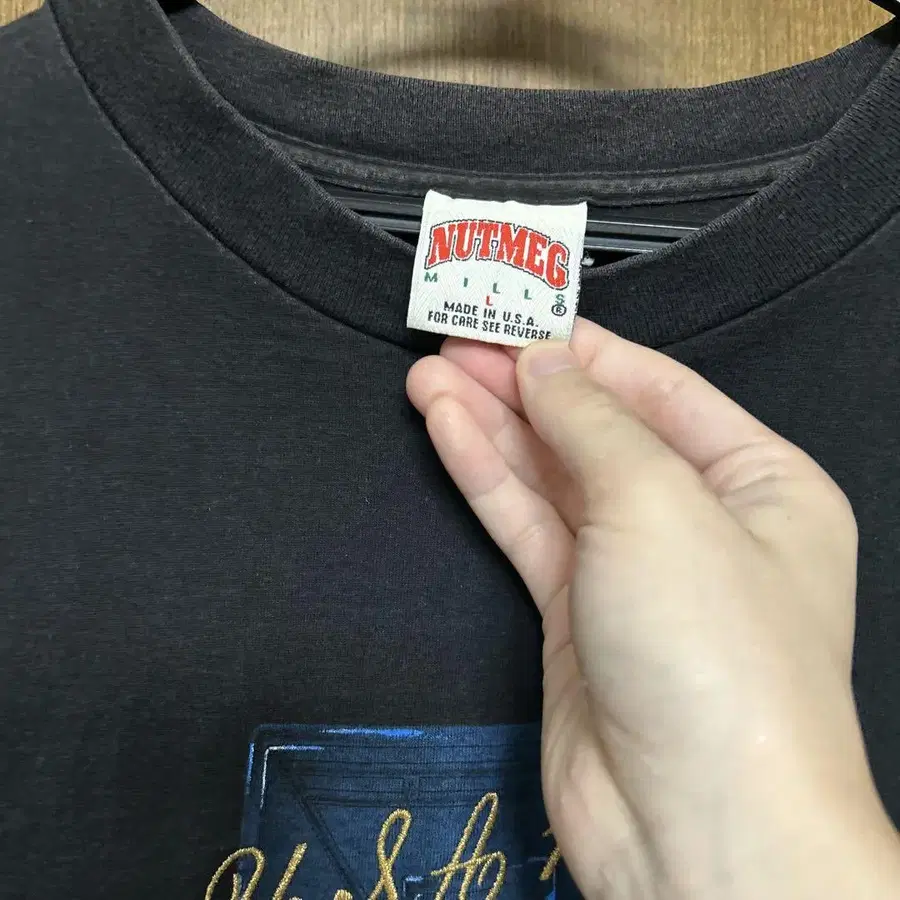 NUTMEG
MILLS
L
MADE IN U.S.A. ®
FOR CARE SEE REVERSE